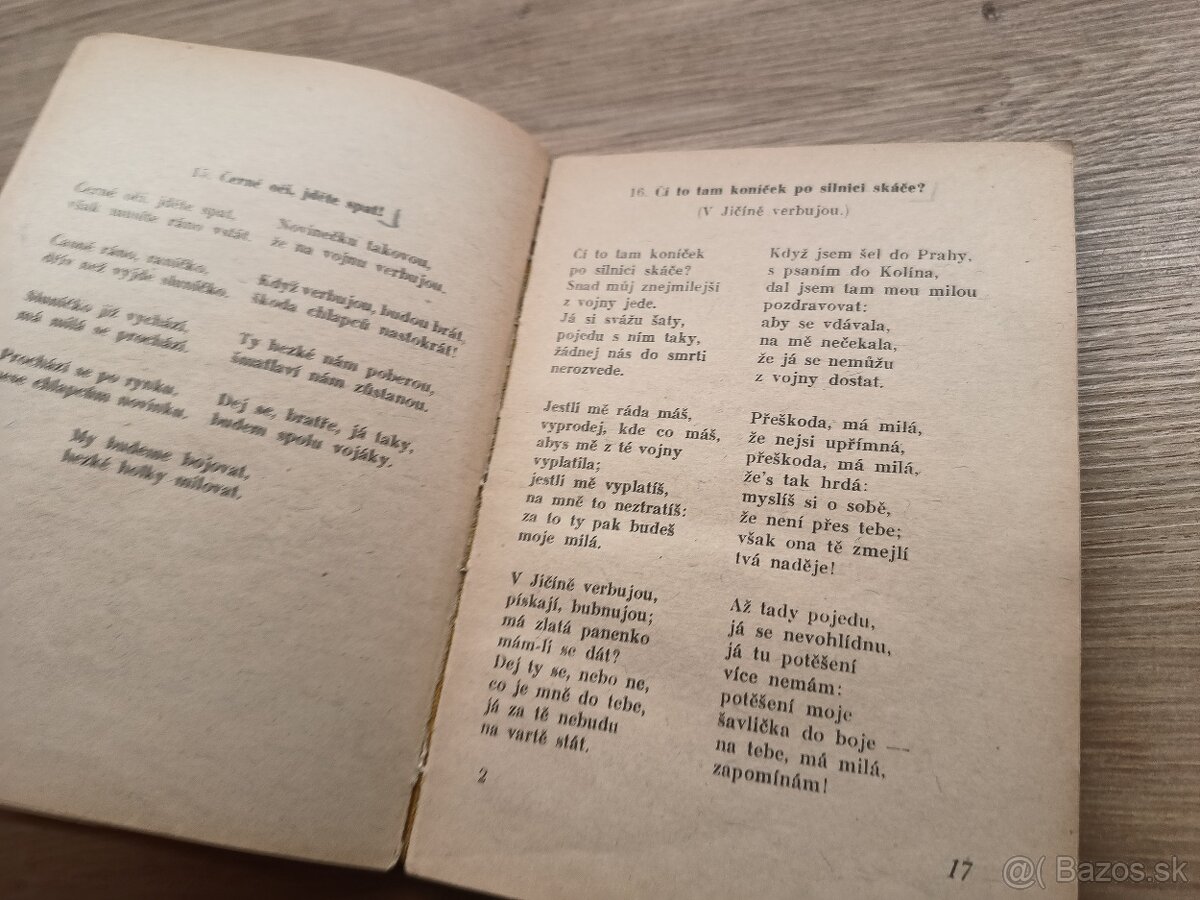 15. Černé oči, jděte spat!
Černé oči, jděte spat,
však musíte ráno vstát.
Časně ráno, raníčko,
dřív než vyjde sluníčko.
Sluníčko již vychází,
má milá se prochází.
Prochází se po rynku,
nese chlapcům novinku.
Novinečku takovou,
že na vojnu verbujou.
Když verbujou, budou brát,
škoda chlapců nastokrát!
Ty hezké nám poberou,
šmatlaví nám zůstanou.
Dej se, bratře, já taky,
budem spolu vojáky.
My budeme bojovat,
hezké holky milovat.
16. Čí to tam koníček po silnici skáče?
(V Jičíně verbujou.)
Čí to tam koníček
po silnici skáče?
Snad můj znejmilejší
z vojny jede.
Já si svážu šaty,
pojedu s ním taky,
žádnej nás do smrti
nerozvede.
Jestli mě ráda máš,
vyprodej, kde co máš,
abys mě z té vojny
vyplatila;
jestli mě vyplatíš,
na mně to neztratíš:
za to ty pak budeš
moje milá.
V Jičíně verbujou,
pískají, bubnujou;
má zlatá panenko
mám-li se dát?
Dej ty se, nebo ne,
co je mně do tebe,
já za tě nebudu
na vartě stát.
Když jsem šel do Prahy,
s psaním do Kolína,
dal jsem tam mou milou
pozdravovat:
aby se vdávala,
na mě nečekala,
že já se nemůžu
z vojny dostat.
Přeškoda, má milá,
že nejsi upřímná,
přeškoda, má milá,
že's tak hrdá:
myslíš si o sobě,
že není přes tebe;
však ona tě zmejlí
tvá naděje!
Až tady pojedu,
já se nevohlídnu,
já tu potěšení
více nemám:
potěšení moje
šavlička do boje —
na tebe, má milá,
zapomínám!
2
17
@( Bazos.sk